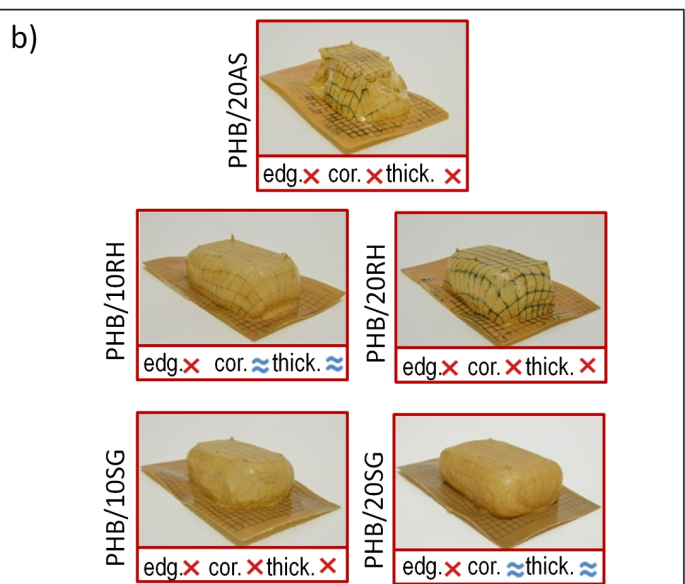 b)
PHB/20AS
edg.✕ cor. ✕ thick. ✕
PHB/10RH
edg.✕ cor.≈ thick.≈
PHB/20RH
edg.✕ cor. ✕ thick. ✕
PHB/10SG
edg.✕ cor. ✕ thick. ✕
PHB/20SG
edg.✕ cor. ≈ thick. ≈